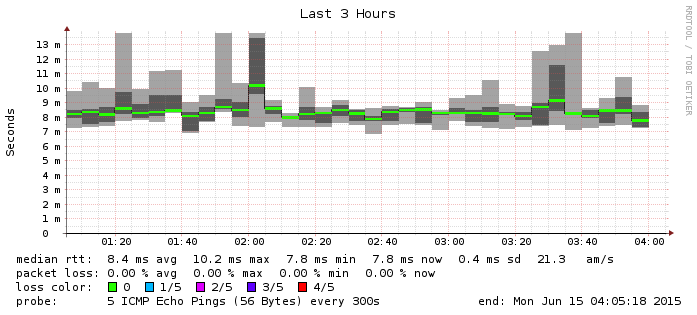 Last 3 Hours
RRDTOOL / TOBI OETIKER
Seconds
13 m
12 m
11 m
10 m
9 m
8 m
7 m
6 m
5 m
4 m
3 m
2 m
1 m
0
01:20 01:40 02:00 02:20 02:40 03:00 03:20 03:40 04:00
median rtt: 8.4 ms avg 10.2 ms max 7.8 ms min 7.8 ms now 0.4 ms sd 21.3 am/s
packet loss: 0.00 % avg 0.00 % max 0.00 % min 0.00 % now
loss color: 0 1/5 2/5 3/5 4/5
probe: 5 ICMP Echo Pings (56 Bytes) every 300s end: Mon Jun 15 04:05:18 2015